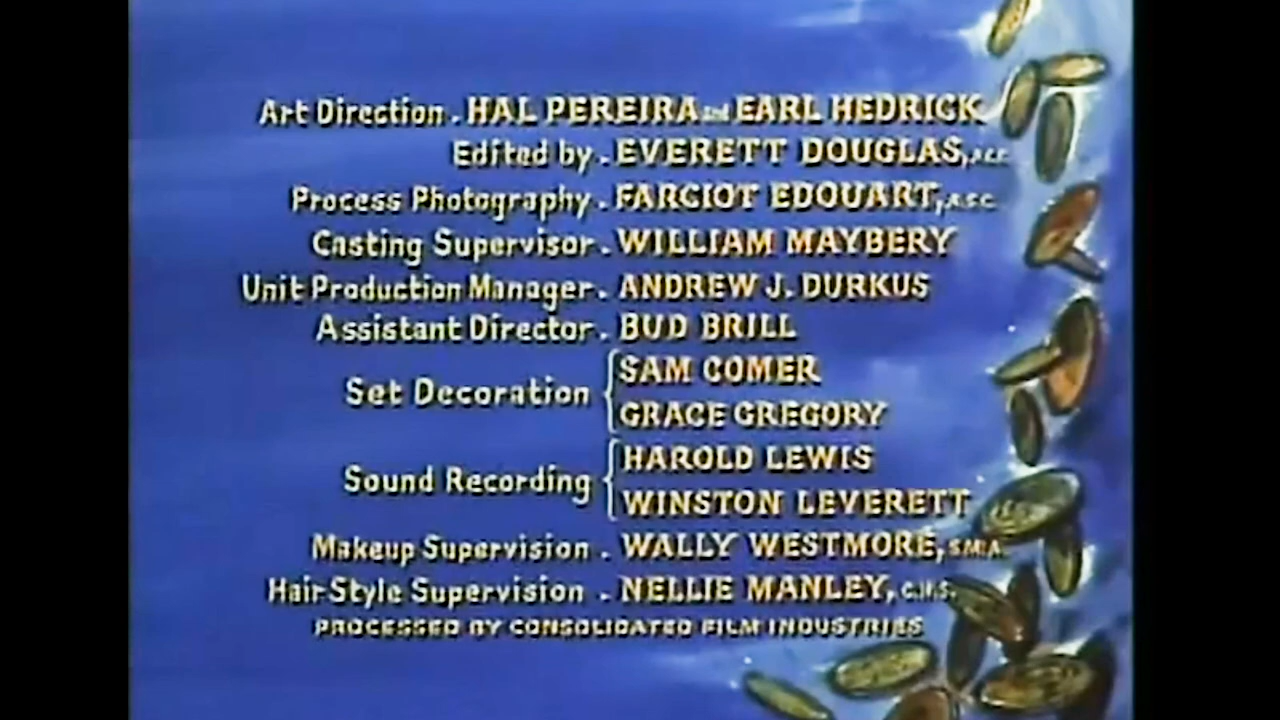 Art Direction . HAL PEREIRA and EARL HEDRICK
Edited by . EVERETT DOUGLAS, A.C.E.
Process Photography . FARCIOT EDOUART, A.S.C.
Casting Supervisor . WILLIAM MAYBERY
Unit Production Manager . ANDREW J. DURKUS
Assistant Director . BUD BRILL
Set Decoration { SAM COMER
GRACE GREGORY
Sound Recording { HAROLD LEWIS
WINSTON LEVERETT
Makeup Supervision . WALLY WESTMORE, S.M.A.
Hair Style Supervision . NELLIE MANLEY, C.H.S.
PROCESSED BY CONSOLIDATED FILM INDUSTRIES